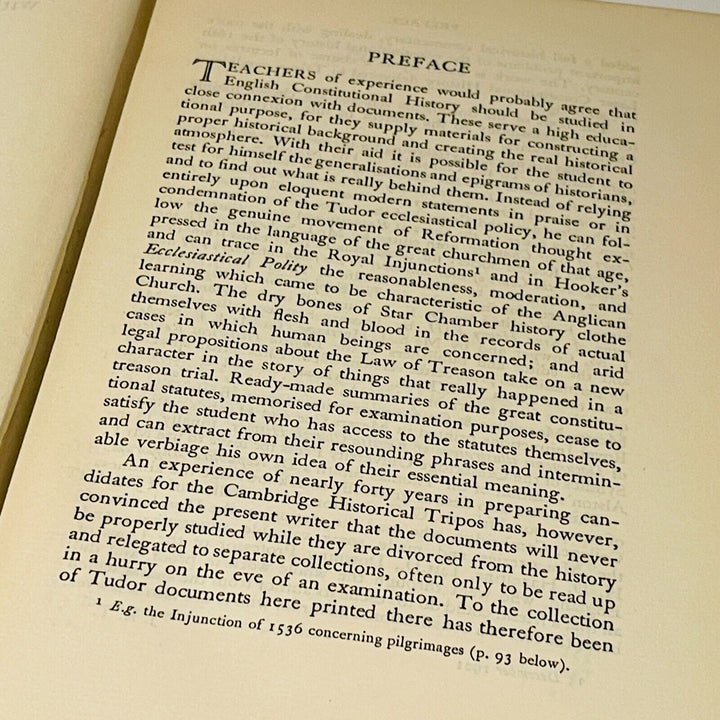 PREFACE
TEACHERS of experience would probably agree that
English Constitutional History should be studied in
close connexion with documents. These serve a high educa-
tional purpose, for they supply materials for constructing a
proper historical background and creating the real historical
atmosphere. With their aid it is possible for the student to
test for himself the generalisations and epigrams of historians,
and to find out what is really behind them. Instead of relying
entirely upon eloquent modern statements in praise or in
condemnation of the Tudor ecclesiastical policy, he can fol-
low the genuine movement of Reformation thought ex-
pressed in the language of the great churchmen of that age,
and can trace in the Royal Injunctions¹ and in Hooker's
Ecclesiastical Polity the reasonableness, moderation, and
learning which came to be characteristic of the Anglican
Church. The dry bones of Star Chamber history clothe
themselves with flesh and blood in the records of actual
cases in which human beings are concerned; and arid
legal propositions about the Law of Treason take on a new
character in the story of things that really happened in a
treason trial. Ready-made summaries of the great constitu-
tional statutes, memorised for examination purposes, cease to
satisfy the student who has access to the statutes themselves,
and can extract from their resounding phrases and intermin-
able verbiage his own idea of their essential meaning.
An experience of nearly forty years in preparing can-
didates for the Cambridge Historical Tripos has, however,
convinced the present writer that the documents will never
be properly studied while they are divorced from the history
and relegated to separate collections, often only to be read up
in a hurry on the eve of an examination. To the collection
of Tudor documents here printed there has therefore been
1 E.g. the Injunction of 1536 concerning pilgrimages (p. 93 below).